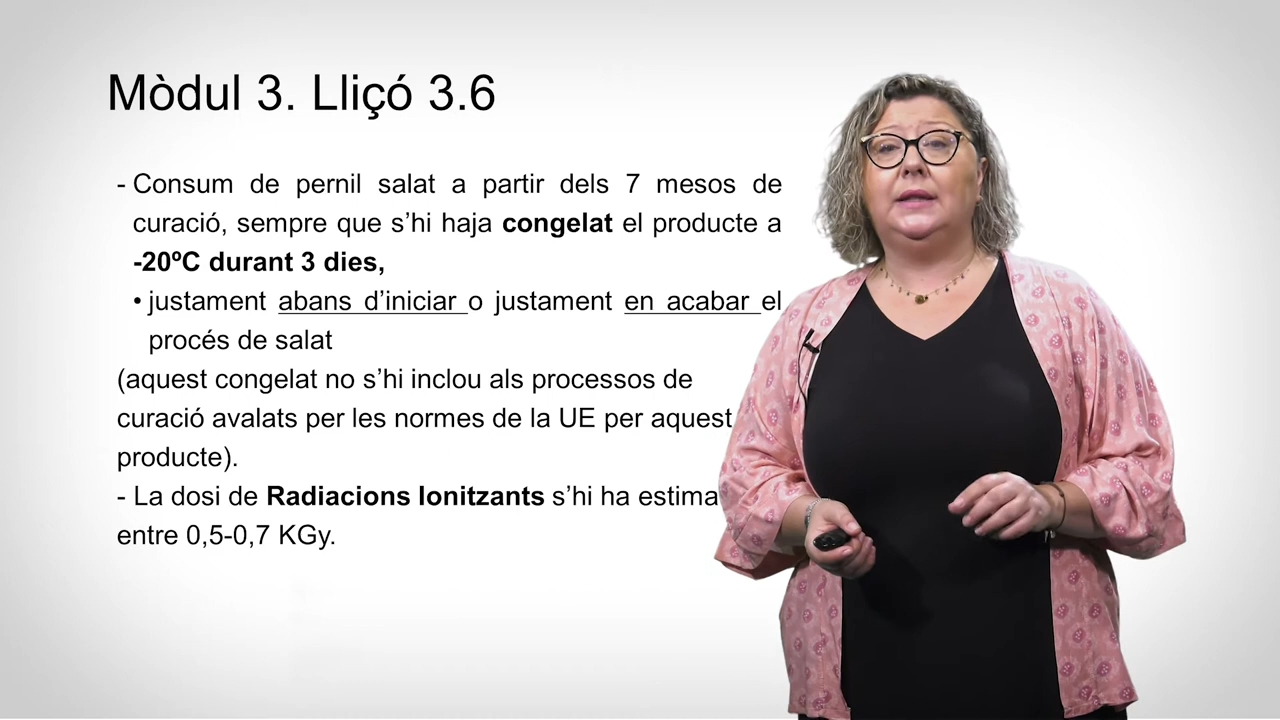 Mòdul 3. Lliçó 3.6
- Consum de pernil salat a partir dels 7 mesos de
curació, sempre que s’hi haja congelat el producte a
-20ºC durant 3 dies,
• justament abans d’iniciar o justament en acabar el
procés de salat
(aquest congelat no s’hi inclou als processos de
curació avalats per les normes de la UE per aquest
producte).
- La dosi de Radiacions Ionitzants s’hi ha estima
entre 0,5-0,7 KGy.